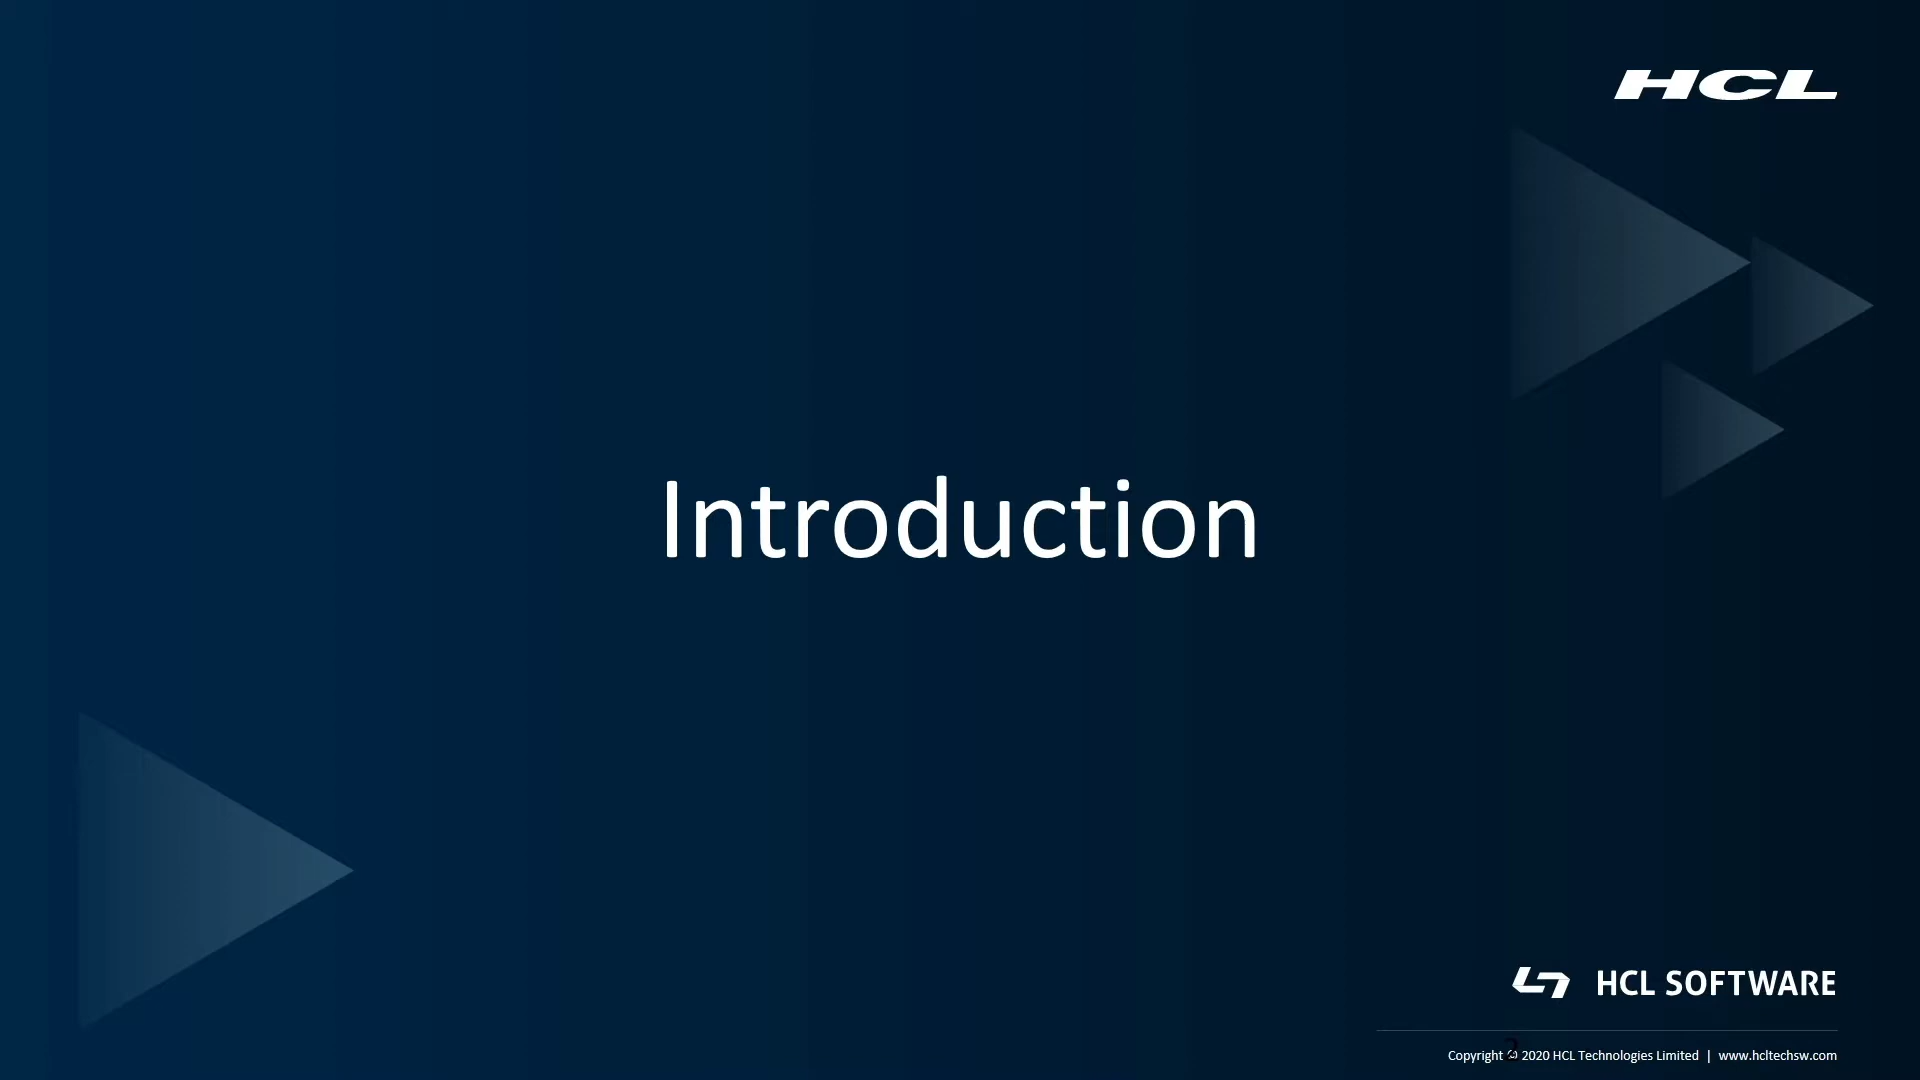 HCL
Introduction
HCL SOFTWARE
Copyright © 2020 HCL Technologies Limited | www.hcltechsw.com